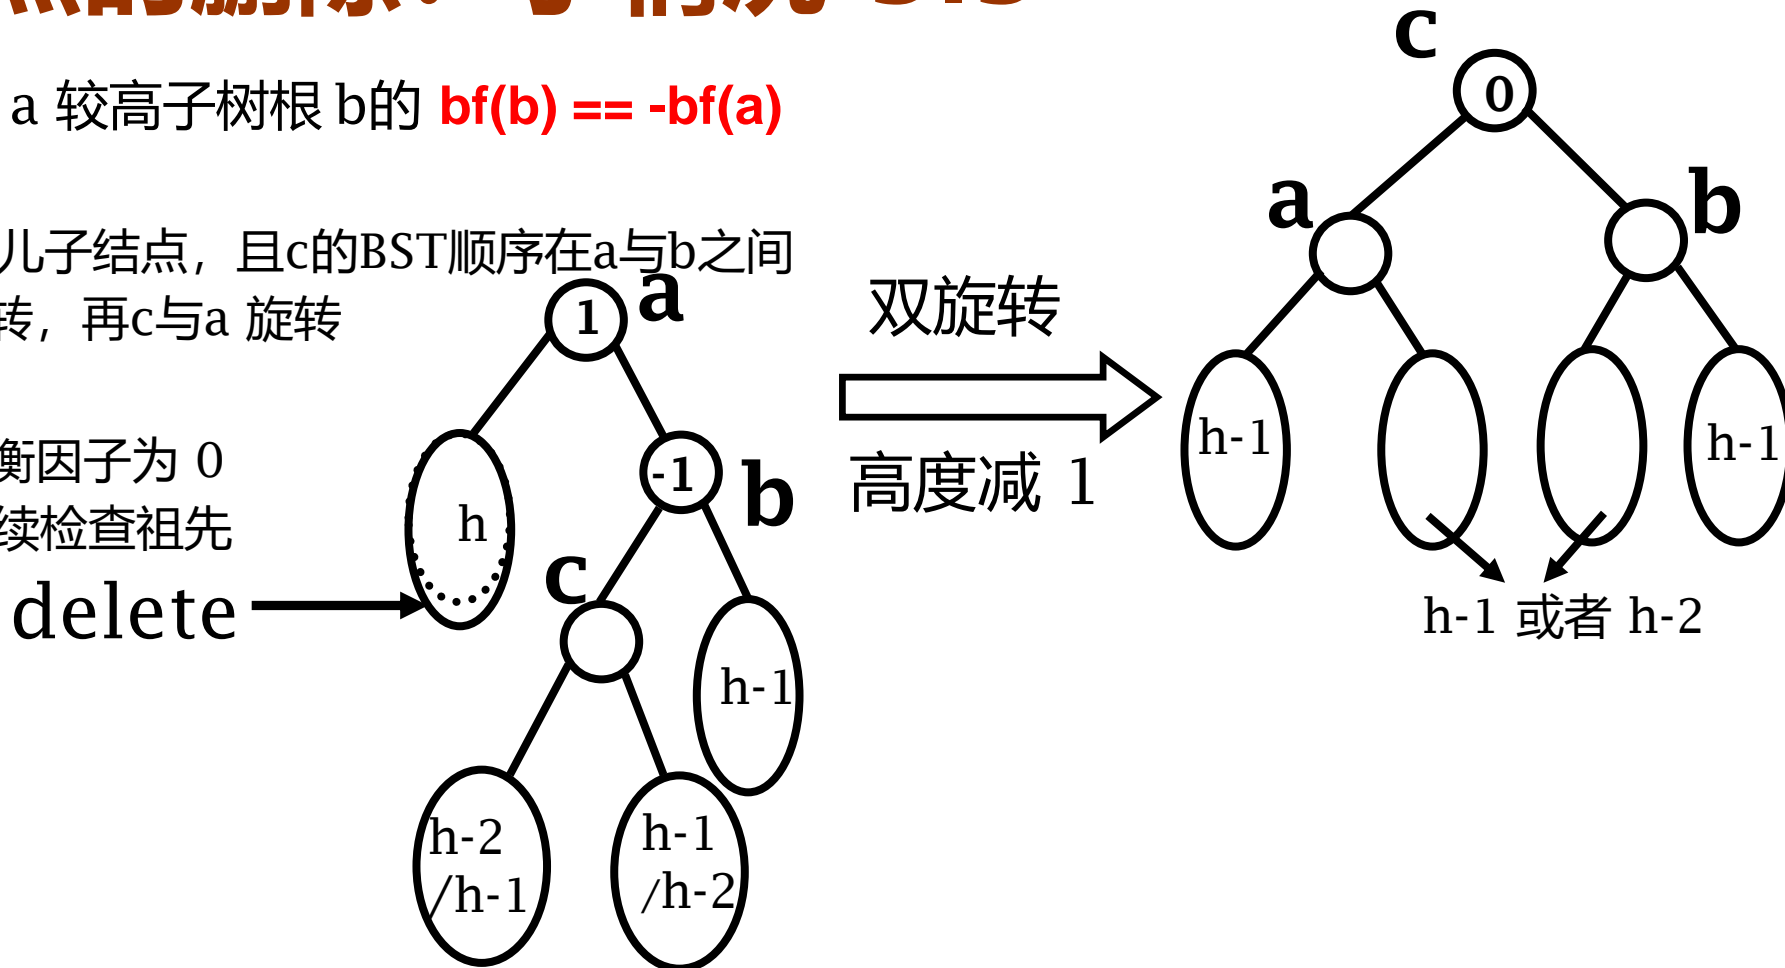 a 较高子树根 b的 bf(b) == -bf(a)
儿子结点，且c的BST顺序在a与b之间
转，再c与a 旋转
衡因子为 0
续检查祖先
delete
a
1
h
-1
b
c
h-1
h-2
/h-1
h-1
/h-2
双旋转
高度减 1
c
0
a
b
h-1
h-1
h-1 或者 h-2